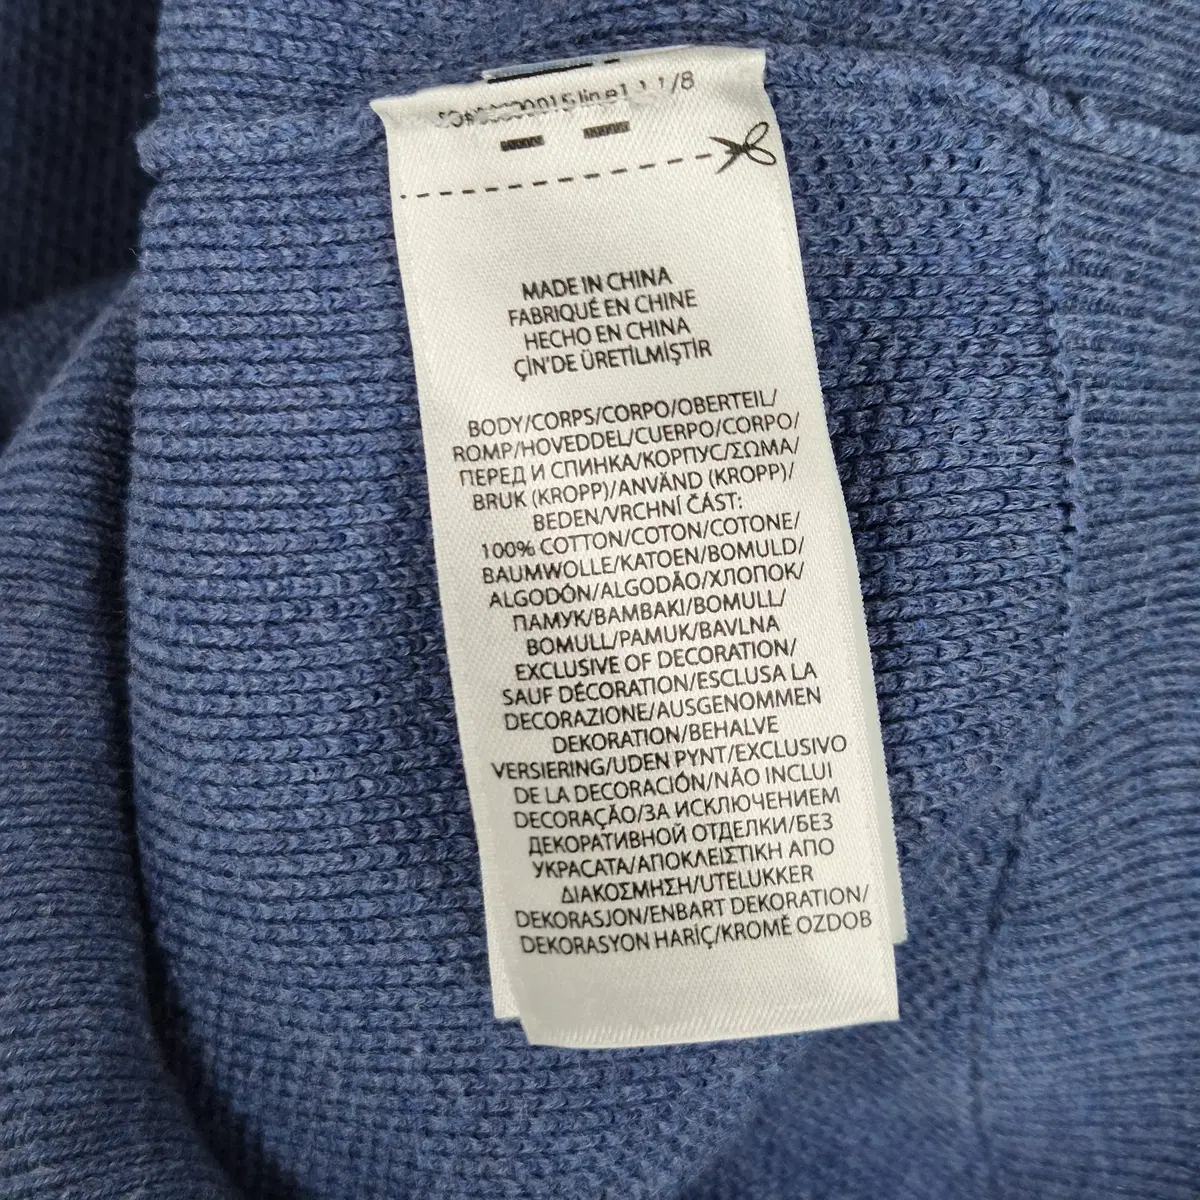 line1 1 1/8
MADE IN CHINA
FABRIQUÉ EN CHINE
HECHO EN CHINA
ÇİN'DE ÜRETİLMİŞTİR
BODY/CORPS/CORPO/OBERTEIL/
ROMP/HOVEDDEL/CUERPO/CORPO/
ПЕРЕД И СПИНКА/КОРПУС/ΣΩΜΑ/
BRUK (KROPP)/ANVÄND (KROPP)/
BEDEN/VRCHNÍ ČÁST:
100% COTTON/COTON/COTONE/
BAUMWOLLE/KATOEN/BOMULD/
ALGODÓN/ALGODÃO/ХЛОПОК/
ПАМУК/BAMBAKI/BOMULL/
BOMULL/PAMUK/BAVLNA
EXCLUSIVE OF DECORATION/
SAUF DÉCORATION/ESCLUSA LA
DECORAZIONE/AUSGENOMMEN
DEKORATION/BEHALVE
VERSIERING/UDEN PYNT/EXCLUSIVO
DE LA DECORACIÓN/NÃO INCLUI
DECORAÇÃO/ЗА ИСКЛЮЧЕНИЕМ
ДЕКОРАТИВНОЙ ОТДЕЛКИ/БЕЗ
УКРАСАТА/ΑΠΟΚΛΕΙΣΤΙΚΗ ΑΠΟ
ΔΙΑΚΟΣΜΗΣΗ/UTELUKKER
DEKORASJON/ENBART DEKORATION/
DEKORASYON HARİÇ/KROMĚ OZDOB